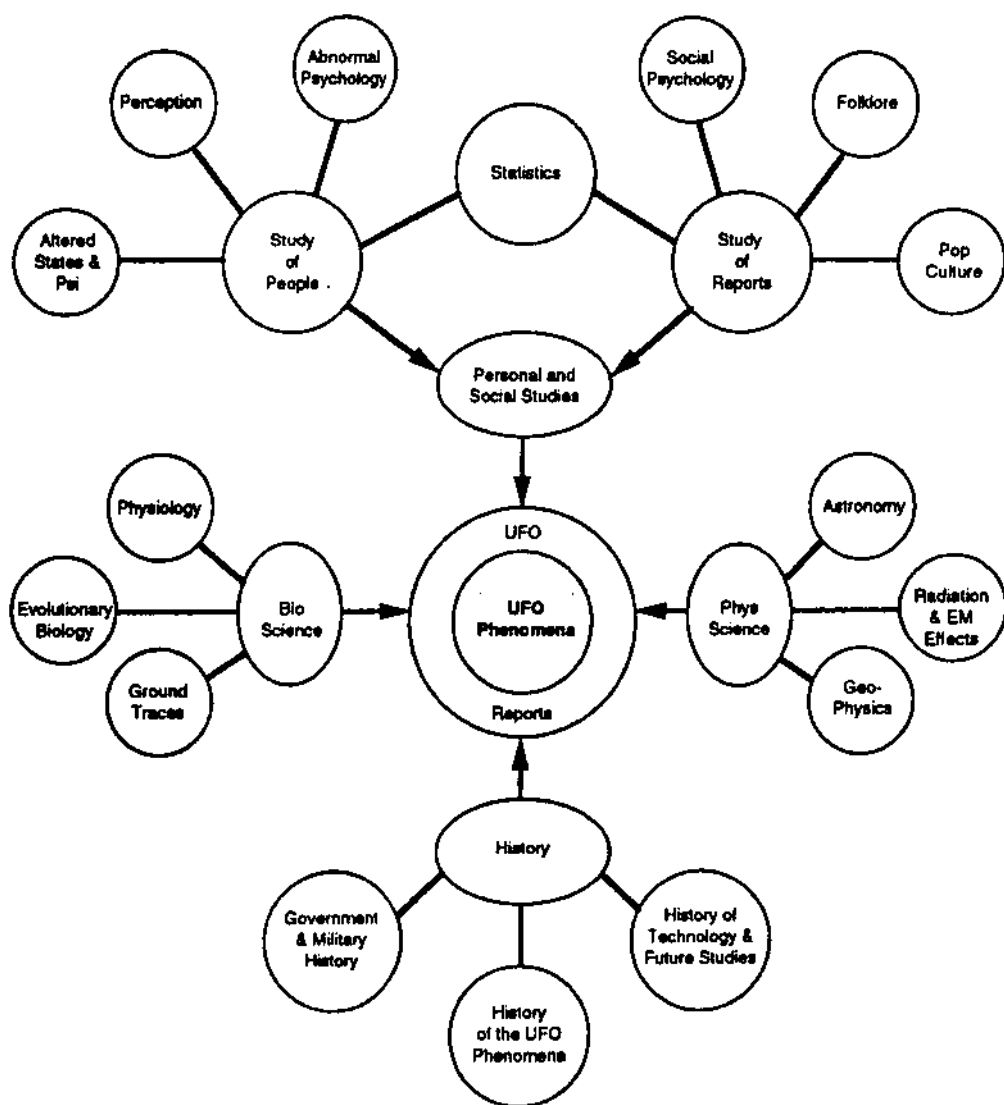 Abnormal
Psychology
Social
Psychology
Perception
Folklore
Statistics
Altered
States &
Psi
Study
of
People
Study
of
Reports
Pop
Culture
Personal and
Social Studies
Physiology
Astronomy
UFO
Evolutionary
Biology
Bio
Science
UFO
Phenomena
Phys
Science
Radiation
& EM
Effects
Ground
Traces
Geo-
Physics
Reports
History
Government
& Military
History
History of
Technology &
Future Studies
History
of the UFO
Phenomena